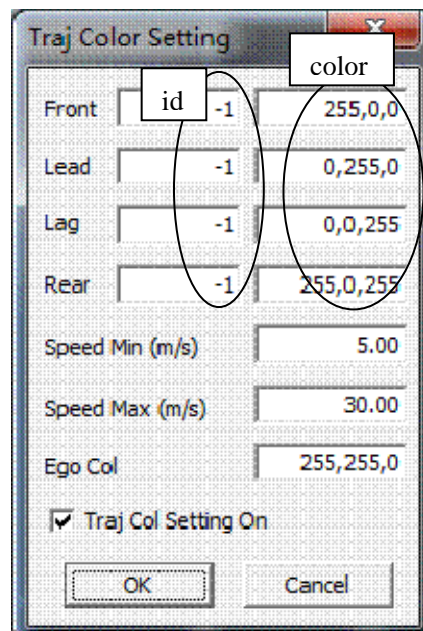 Traj Color Setting
id
color
Front -1 255,0,0
Lead -1 0,255,0
Lag -1 0,0,255
Rear -1 255,0,255
Speed Min (m/s) 5.00
Speed Max (m/s) 30.00
Ego Col 255,255,0
Traj Col Setting On
OK Cancel